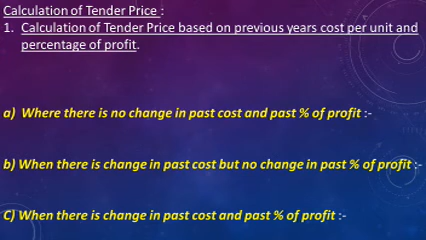 Calculation of Tender Price :
1. Calculation of Tender Price based on previous years cost per unit and
percentage of profit.
a) Where there is no change in past cost and past % of profit :-
b) When there is change in past cost but no change in past % of profit :-
C) When there is change in past cost and past % of profit :-